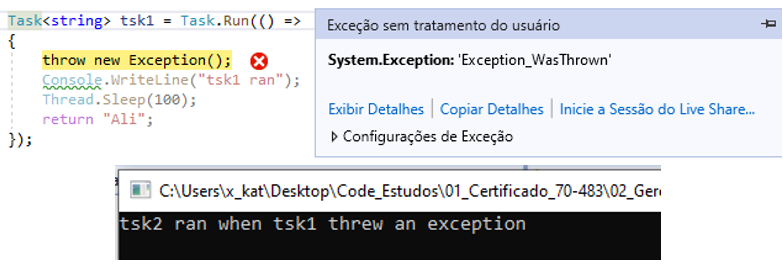 Task<string> tsk1 = Task.Run(() =>
{
throw new Exception();
Console.WriteLine("tsk1 ran");
Thread.Sleep(100);
return "Ali";
});
Exceção sem tratamento do usuário
System.Exception: 'Exception_WasThrown'
Exibir Detalhes | Copiar Detalhes | Inicie a Sessão do Live Share...
Configurações de Exceção
C:\Users\x_kat\Desktop\Code_Estudos\01_Certificado_70-483\02_Gere
tsk2 ran when tsk1 threw an exception